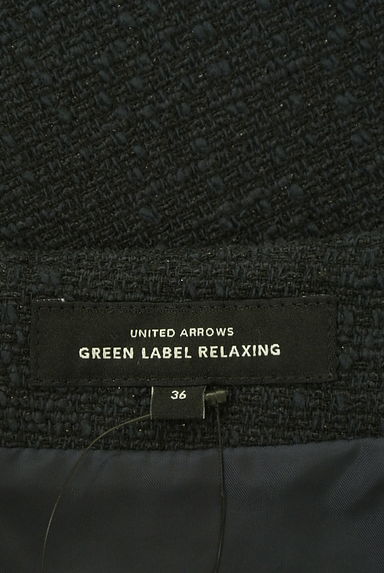 UNITED ARROWS
GREEN LABEL RELAXING
36